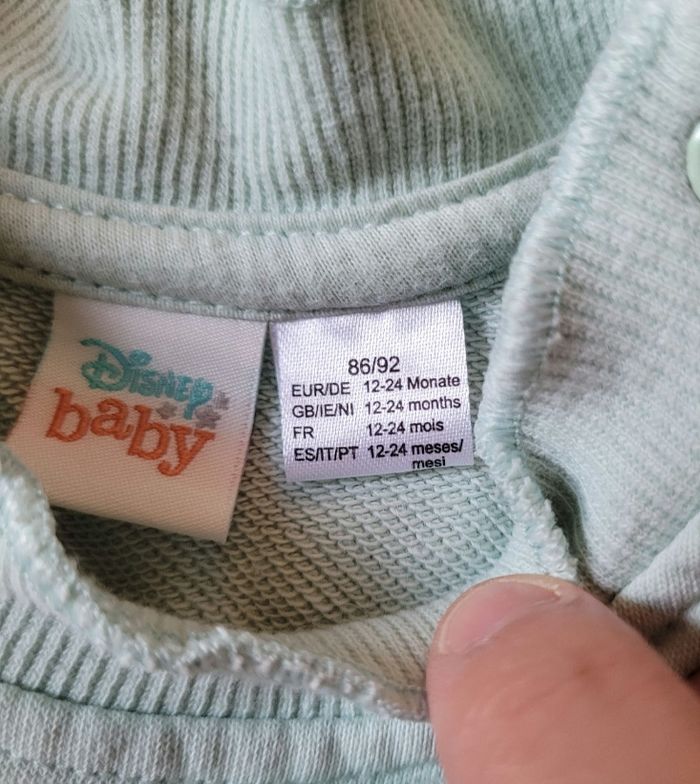 Disney
baby
86/92
EUR/DE 12-24 Monate
GB/IE/NI 12-24 months
FR 12-24 mois
ES/IT/PT 12-24 meses/
mesi